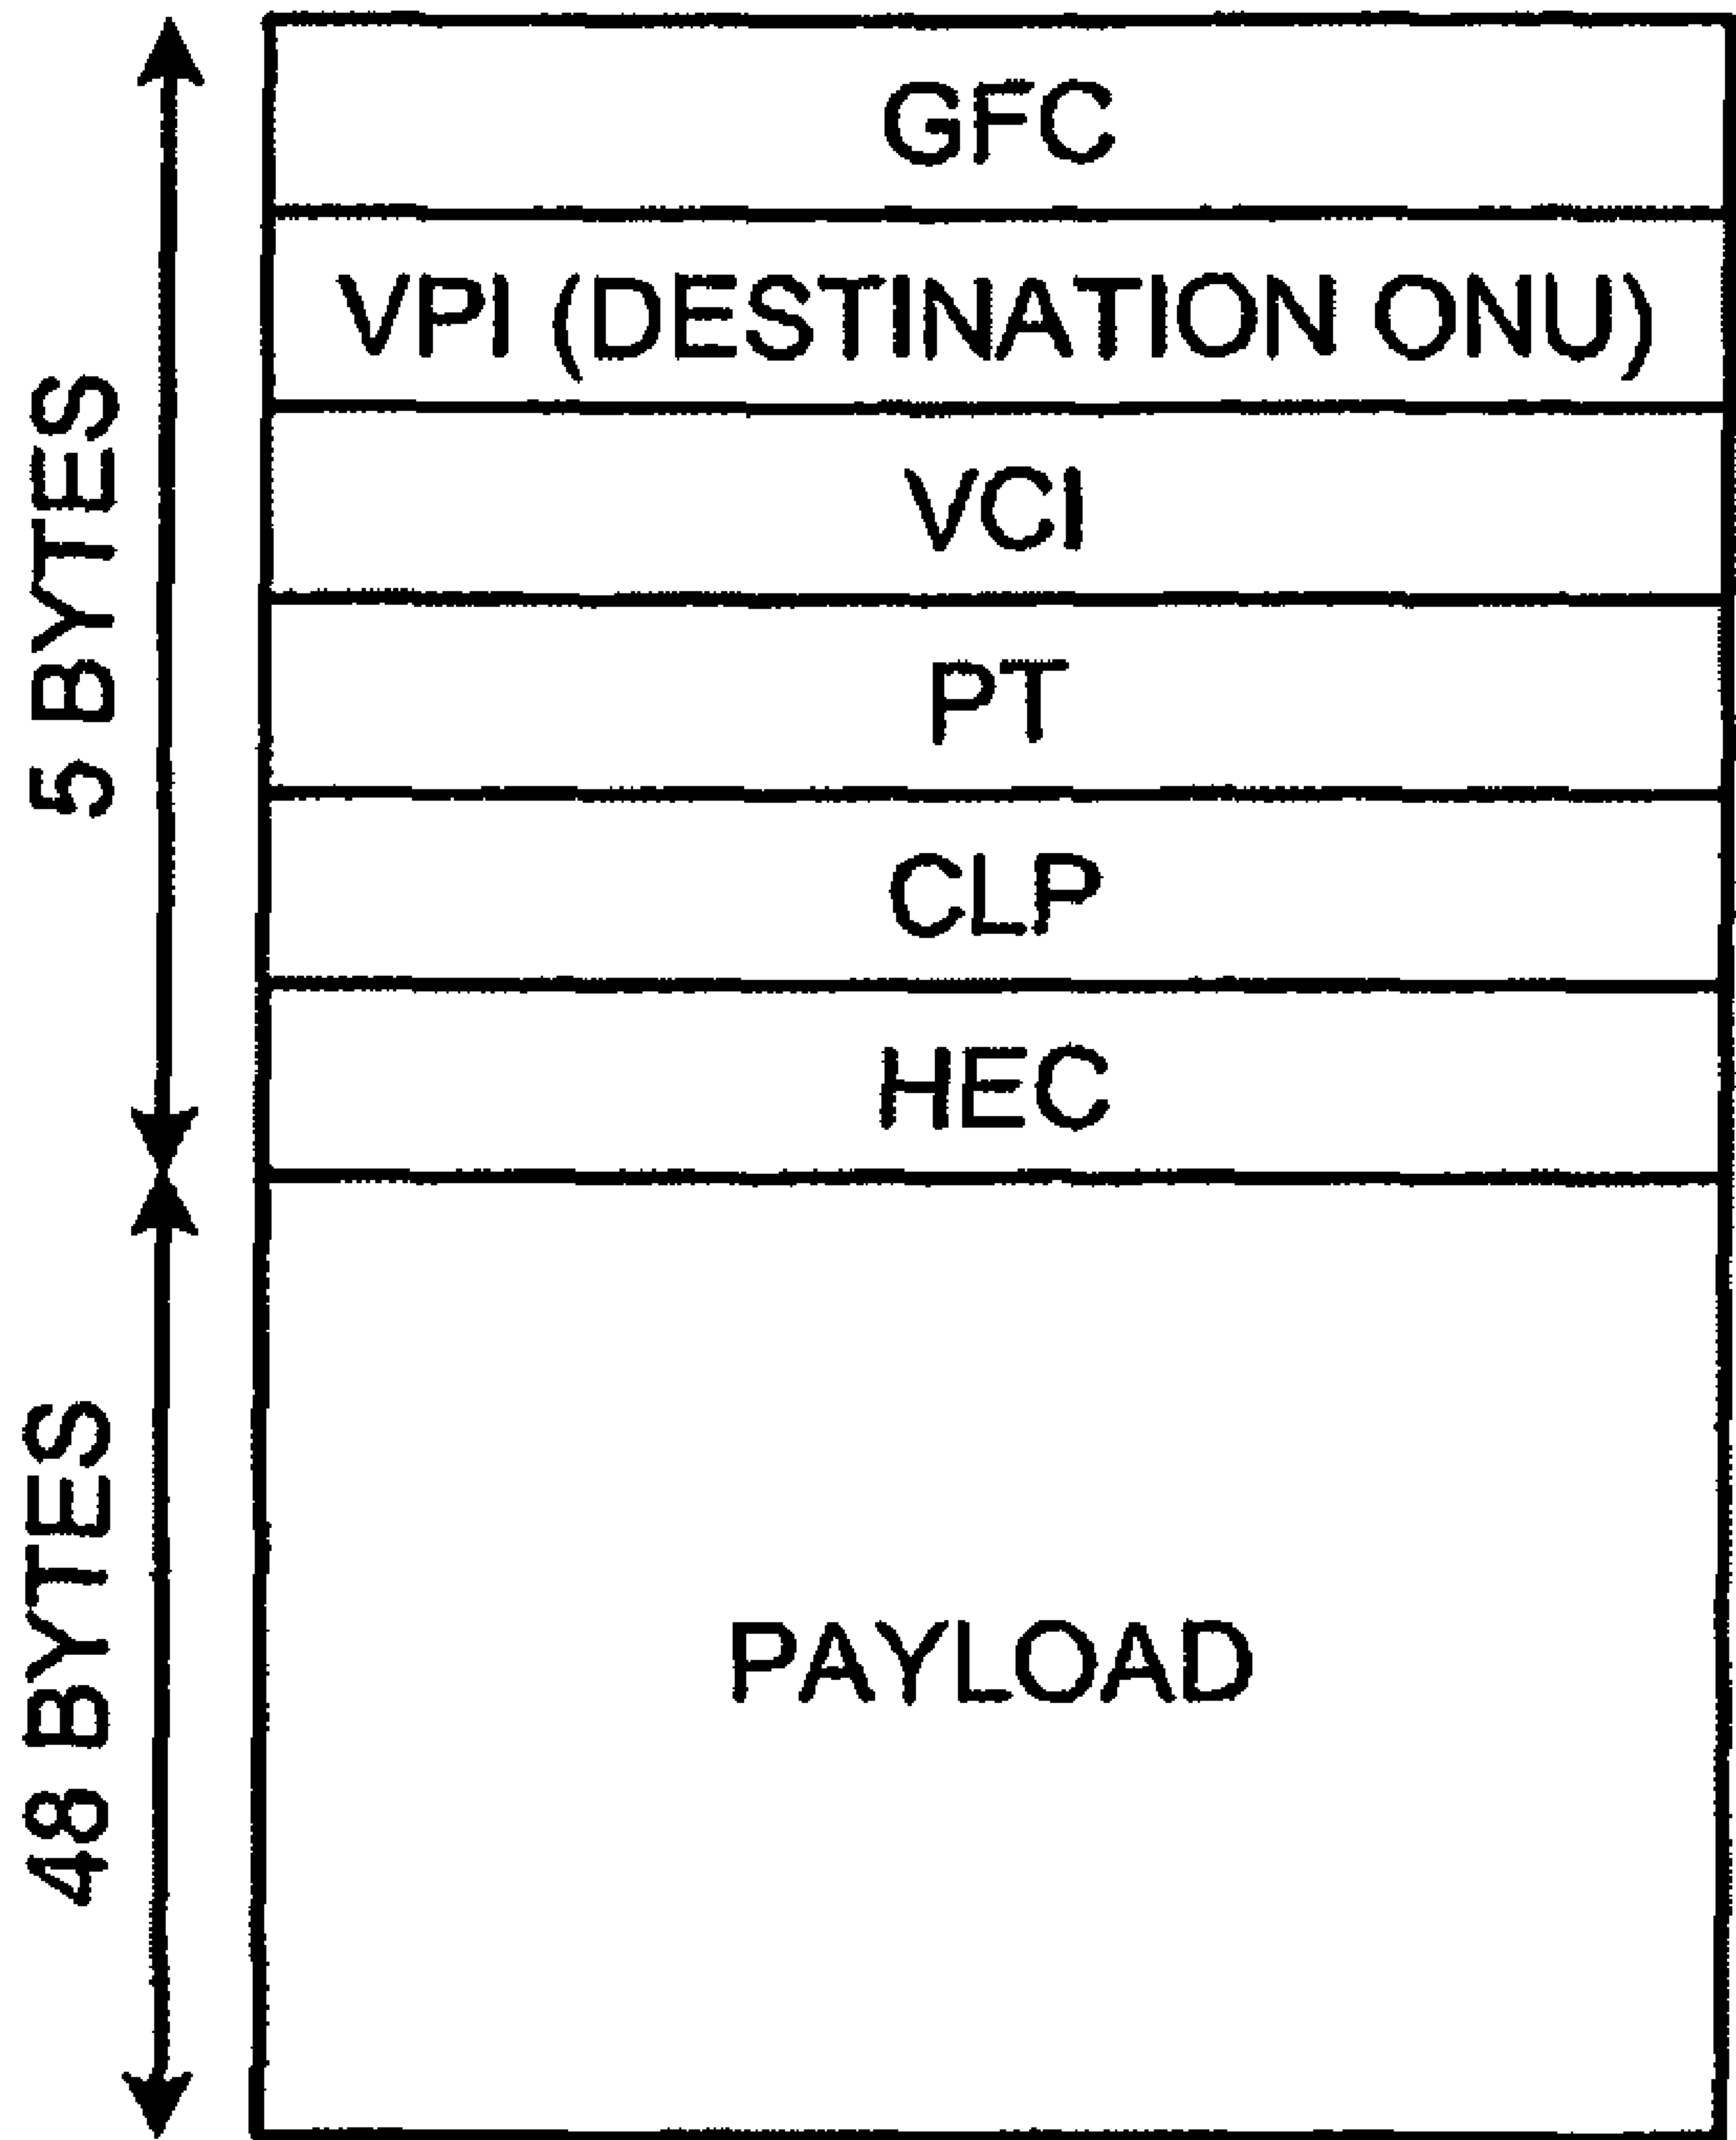 5 BYTES
GFC
VPI (DESTINATION ONU)
VCI
PT
CLP
HEC
48 BYTES
PAYLOAD